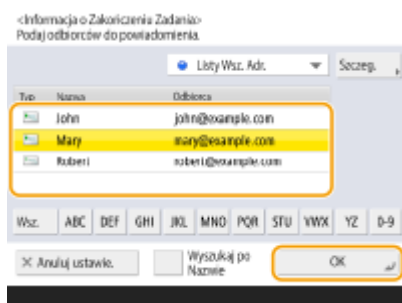 <Informacja o Zakończeniu Zadania>
Podaj odbiorców do powiadomienia.
Listy Wsz. Adr.
Szczeg.
Typ Nazwa Odbiorca
John john@example.com
Mary mary@example.com
Robert robert@example.com
Wsz. ABC DEF GHI JKL MNO PQR STU VWX YZ 0-9
× Anuluj ustawie.
Wyszukaj po
Nazwie
OK